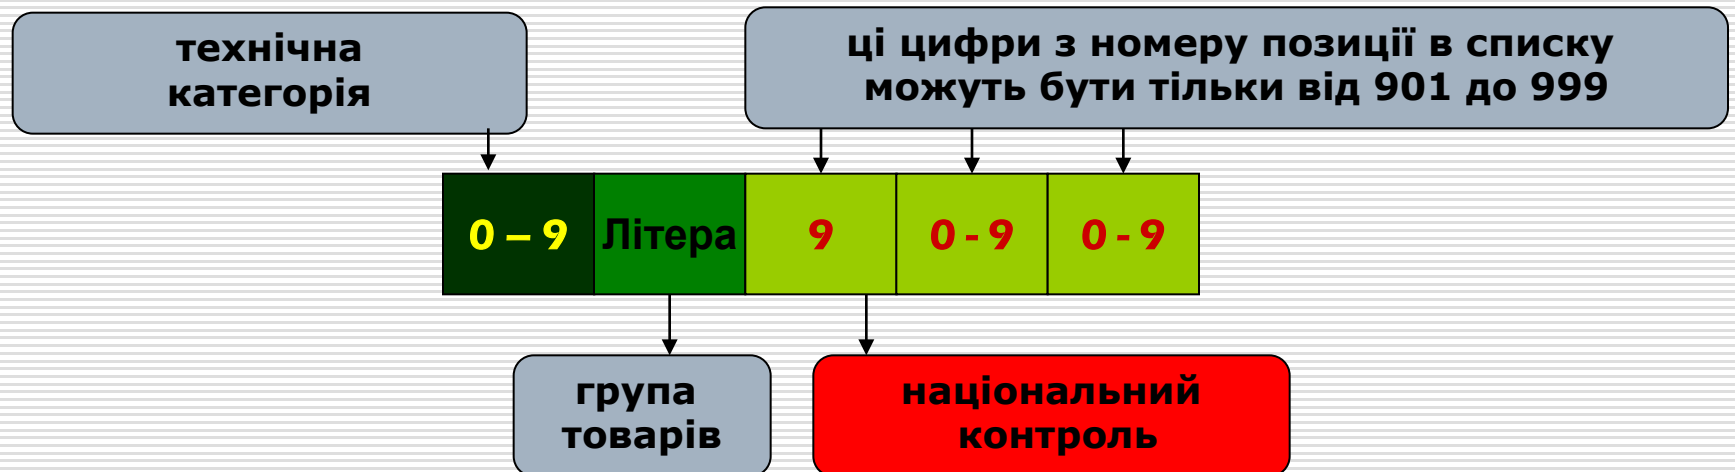 технічна
категорія
ці цифри з номеру позиції в списку
можуть бути тільки від 901 до 999
0 – 9 Літера 9 0 - 9 0 - 9
група
товарів
національний
контроль